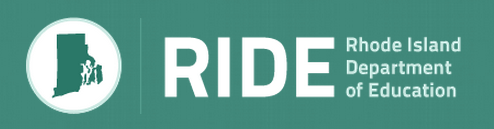 RIDE
Rhode Island
Department
of Education